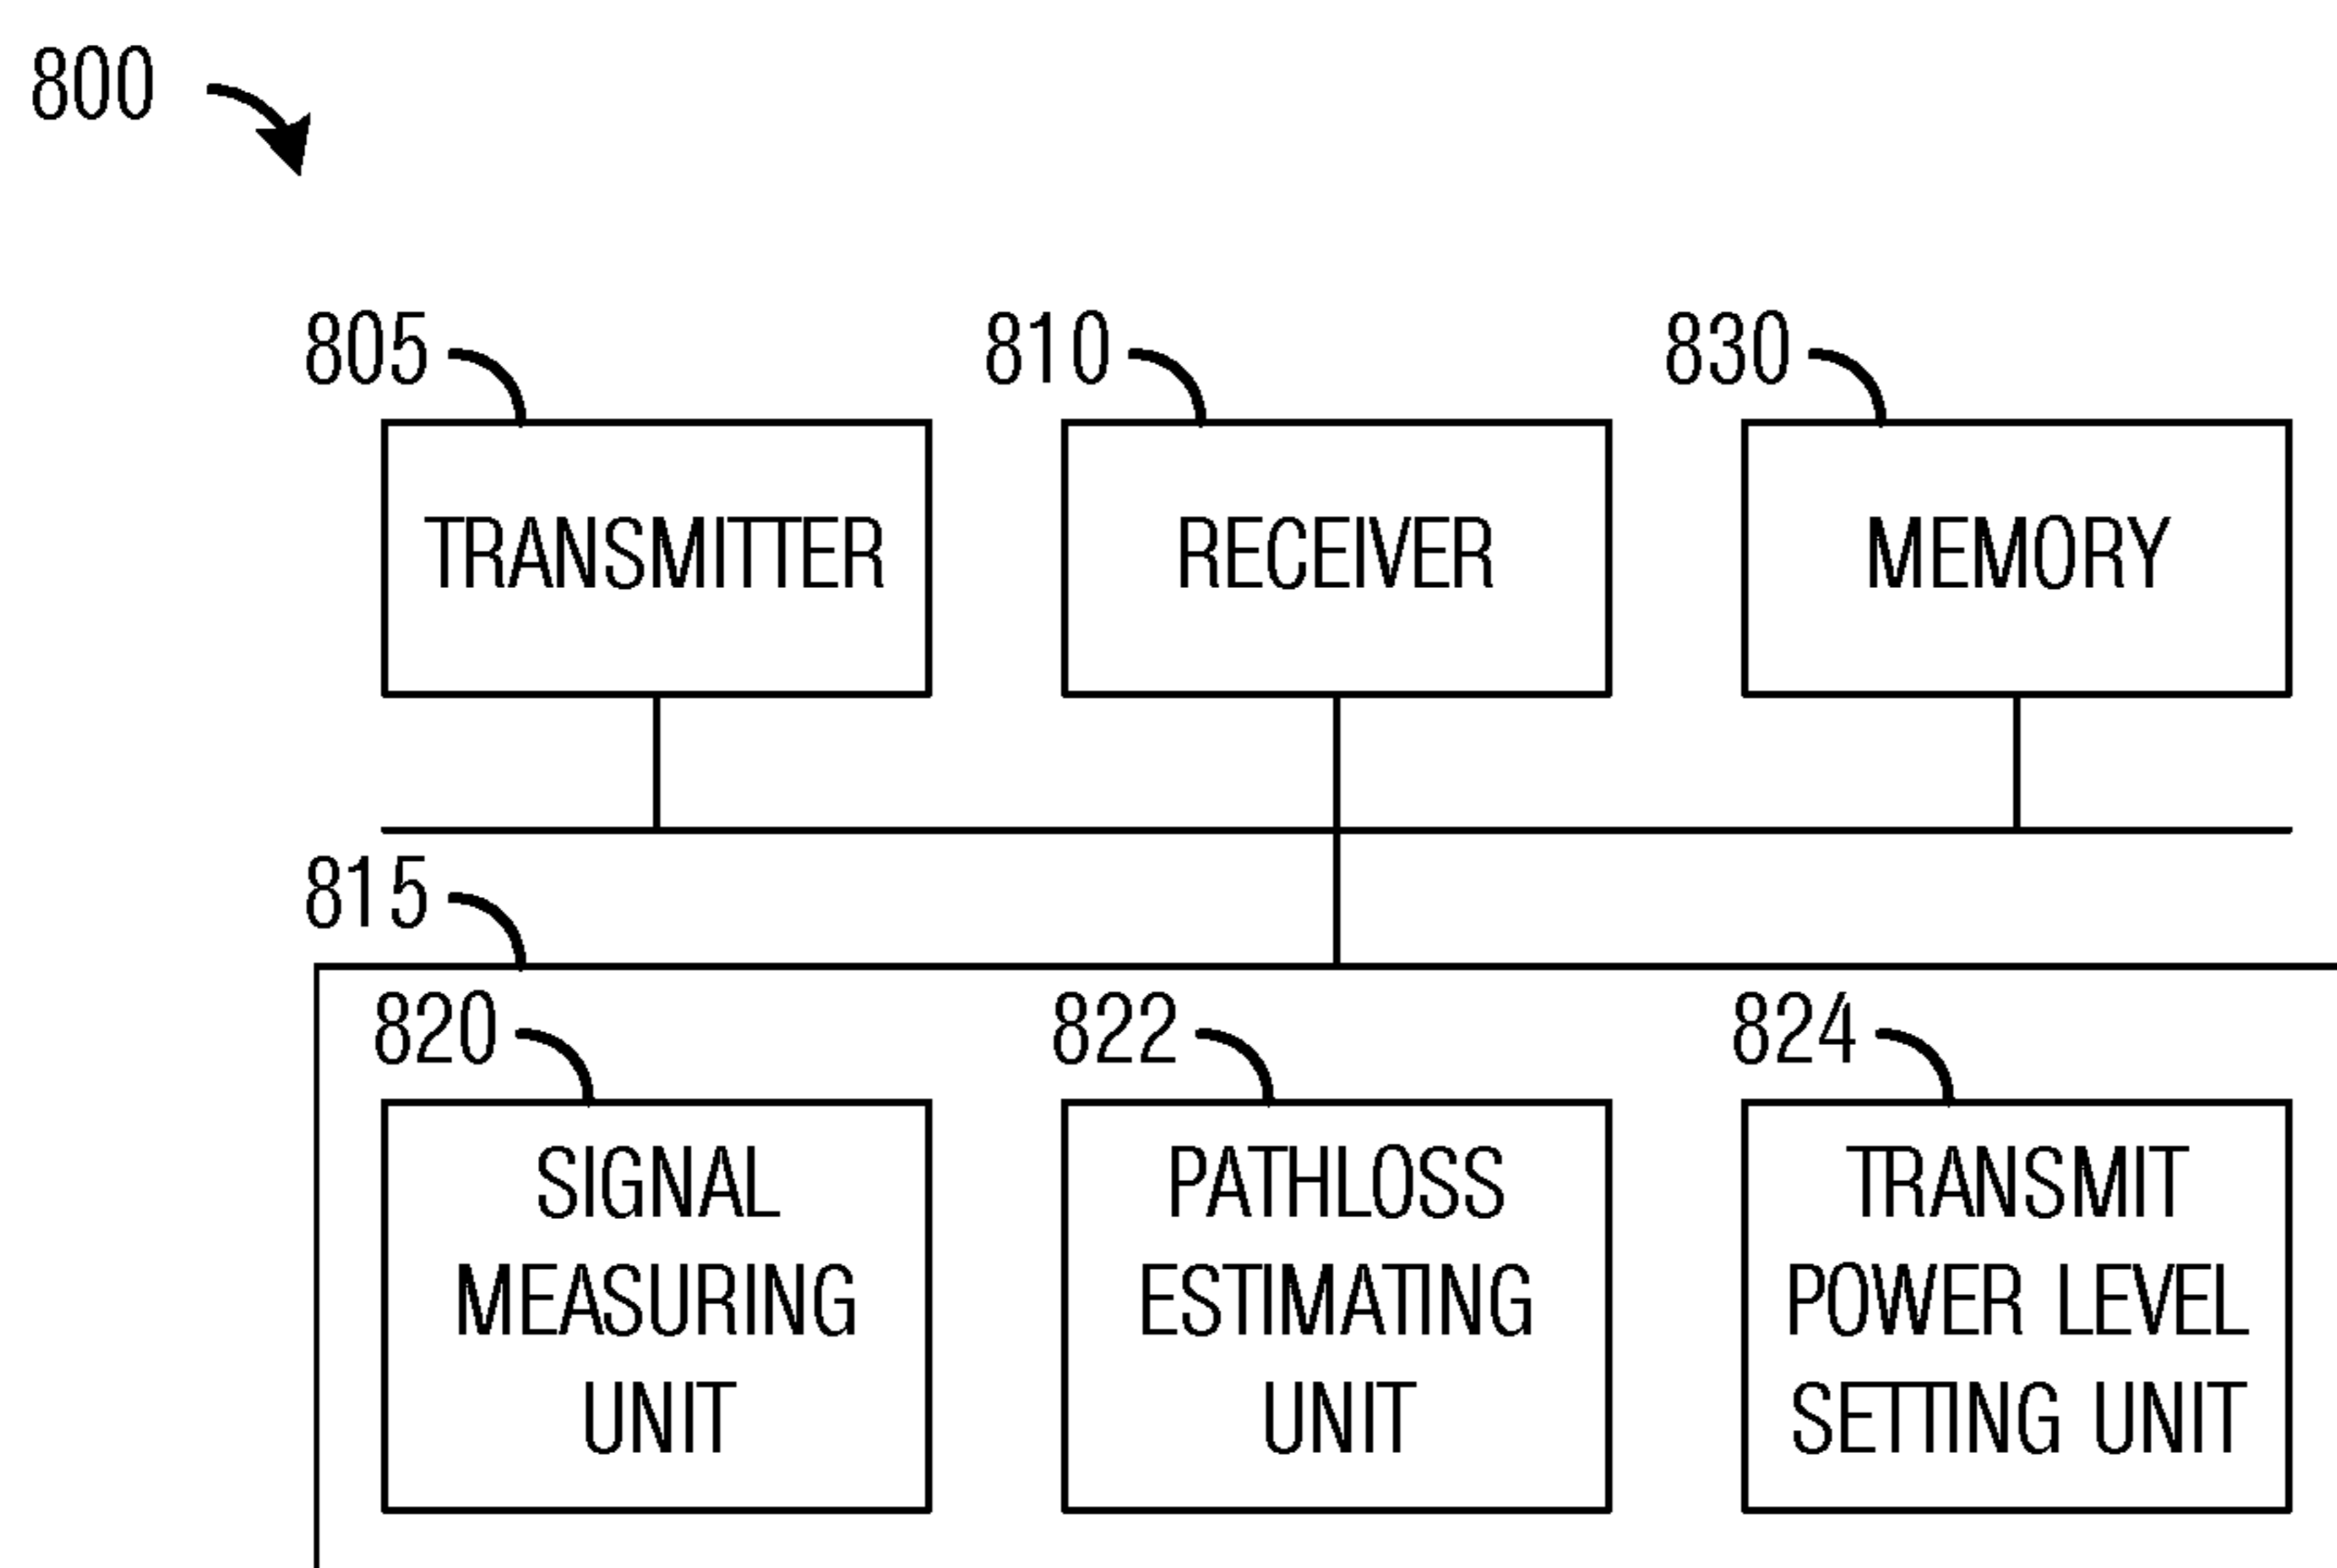 800
805
810
830
TRANSMITTER
RECEIVER
MEMORY
815
820
822
824
SIGNAL
MEASURING
UNIT
PATHLOSS
ESTIMATING
UNIT
TRANSMIT
POWER LEVEL
SETTING UNIT